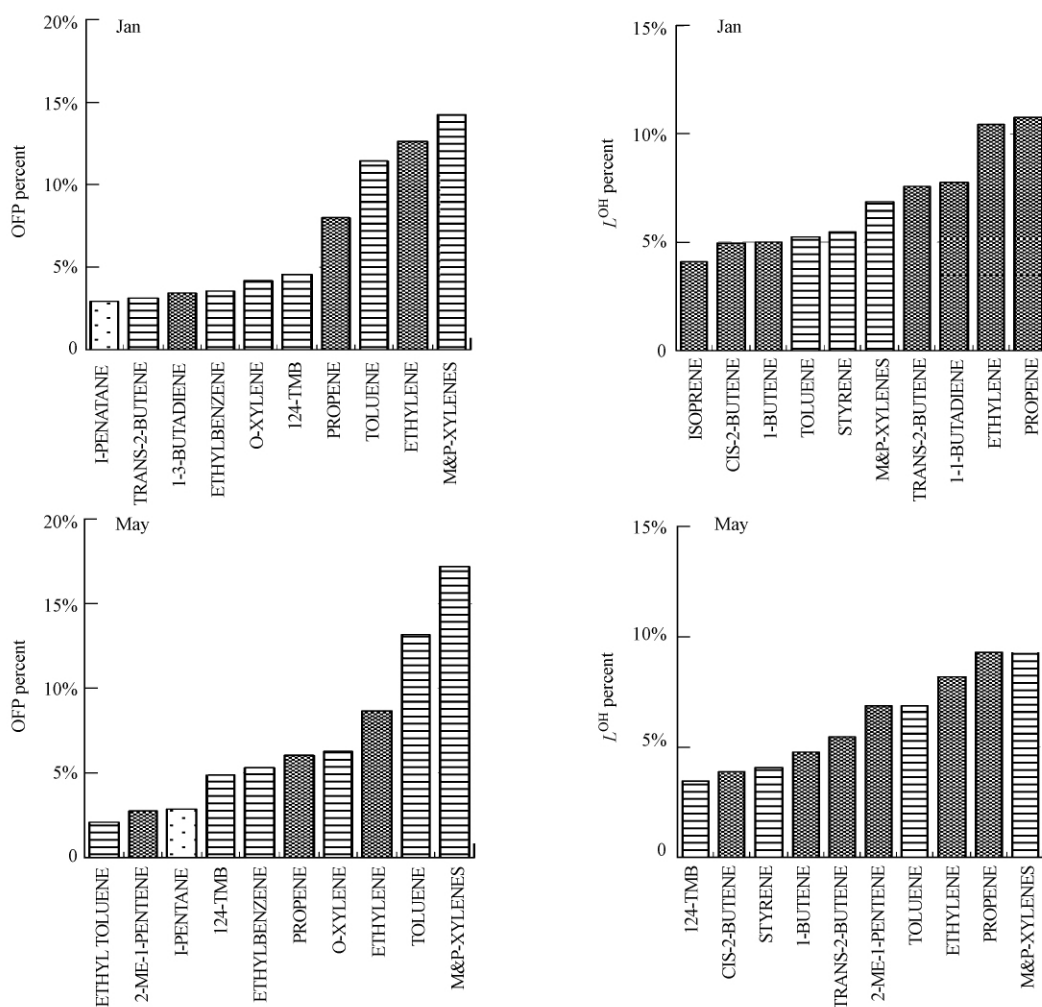 Jan
20%
15%
10%
5%
0
OFP percent
I-PENATANE
TRANS-2-BUTENE
1-3-BUTADIENE
ETHYLBENZENE
O-XYLENE
124-TMB
PROPENE
TOLUENE
ETHYLENE
M&P-XYLENES
Jan
15%
10%
5%
0
L^OH percent
ISOPRENE
CIS-2-BUTENE
1-BUTENE
TOLUENE
STYRENE
M&P-XYLENES
TRANS-2-BUTENE
1-1-BUTADIENE
ETHYLENE
PROPENE
May
20%
15%
10%
5%
0
OFP percent
ETHYL TOLUENE
2-ME-1-PENTENE
I-PENTANE
124-TMB
ETHYLBENZENE
PROPENE
O-XYLENE
ETHYLENE
TOLUENE
M&P-XYLENES
May
15%
10%
5%
0
L^OH percent
124-TMB
CIS-2-BUTENE
STYRENE
1-BUTENE
TRANS-2-BUTENE
2-ME-1-PENTENE
TOLUENE
ETHYLENE
PROPENE
M&P-XYLENES